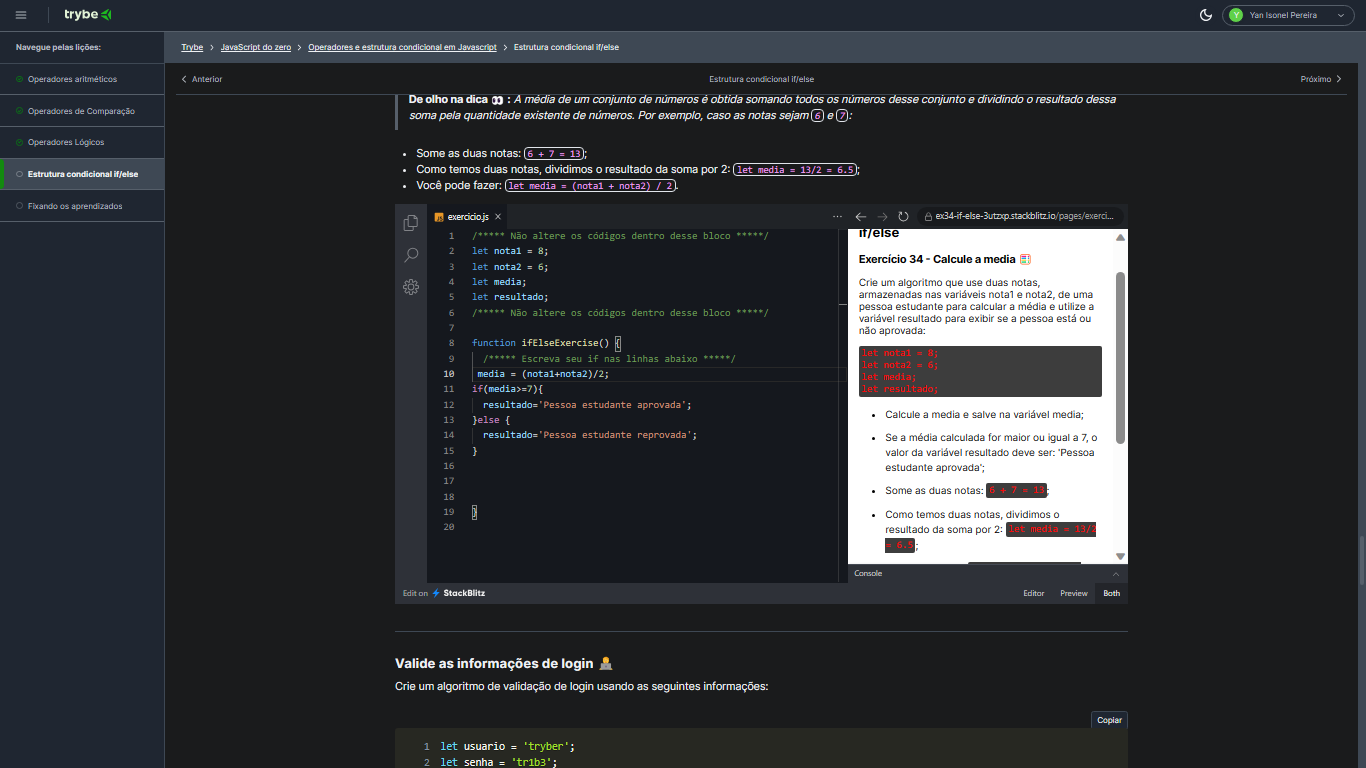 trybe
Y Yan Isonel Pereira
Navegue pelas lições:
Operadores aritméticos
Operadores de Comparação
Operadores Lógicos
Estrutura condicional if/else
Fixando os aprendizados
Trybe > JavaScript do zero > Operadores e estrutura condicional em Javascript > Estrutura condicional if/else
Anterior
Estrutura condicional if/else
Próximo
De olho na dica 👀 : A média de um conjunto de números é obtida somando todos os números desse conjunto e dividindo o resultado dessa
soma pela quantidade existente de números. Por exemplo, caso as notas sejam 6 e 7:
• Some as duas notas: 6 + 7 = 13;
• Como temos duas notas, dividimos o resultado da soma por 2: let media = 13/2 = 6.5;
• Você pode fazer: let media = (nota1 + nota2) / 2.
JS exercicio.js ×
1 /***** Não altere os códigos dentro desse bloco *****/
2 let nota1 = 8;
3 let nota2 = 6;
4 let media;
5 let resultado;
6 /***** Não altere os códigos dentro desse bloco *****/
7
8 function ifElseExercise() {
9 /***** Escreva seu if nas linhas abaixo *****/
10 media = (nota1+nota2)/2;
11 if(media>=7){
12 resultado='Pessoa estudante aprovada';
13 }else {
14 resultado='Pessoa estudante reprovada';
15 }
16
17
18
19 }
20
ex34-if-else-3utzxp.stackblitz.io/pages/exerci...
if/else
Exercício 34 - Calcule a media
Crie um algoritmo que use duas notas,
armazenadas nas variáveis nota1 e nota2, de uma
pessoa estudante para calcular a média e utilize a
variável resultado para exibir se a pessoa está ou
não aprovada:
let nota1 = 8;
let nota2 = 6;
let media;
let resultado;
• Calcule a media e salve na variável media;
• Se a média calculada for maior ou igual a 7, o
valor da variável resultado deve ser: 'Pessoa
estudante aprovada';
• Some as duas notas: 6 + 7 = 13;
• Como temos duas notas, dividimos o
resultado da soma por 2: let media = 13/2
= 6.5;
Console
Edit on StackBlitz
Editor Preview Both
Valide as informações de login
Crie um algoritmo de validação de login usando as seguintes informações:
Copiar
1 let usuario = 'tryber';
2 let senha = 'tr1b3';